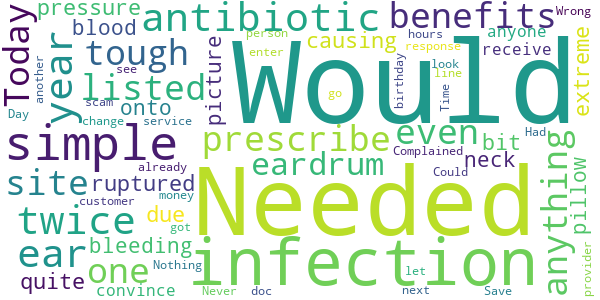 pressure
antibiotic
benefits
Wrong
Today
blood
year
tough
listed
onto
another
see
scam
change
service
person
enter
causing
picture
hours
response
line
go
birthday
look
Time
anyone
receive
extreme
Day
Would
simple
prescribe
even
bit
eardrum
Complained
neck
Had
Could
anything
pillow
provider
site
ruptured
already
customer
money
twice
due
got
Needed
ear
bleeding
one
Nothing
infection
quite
convince
Never
doc
let
next
Save